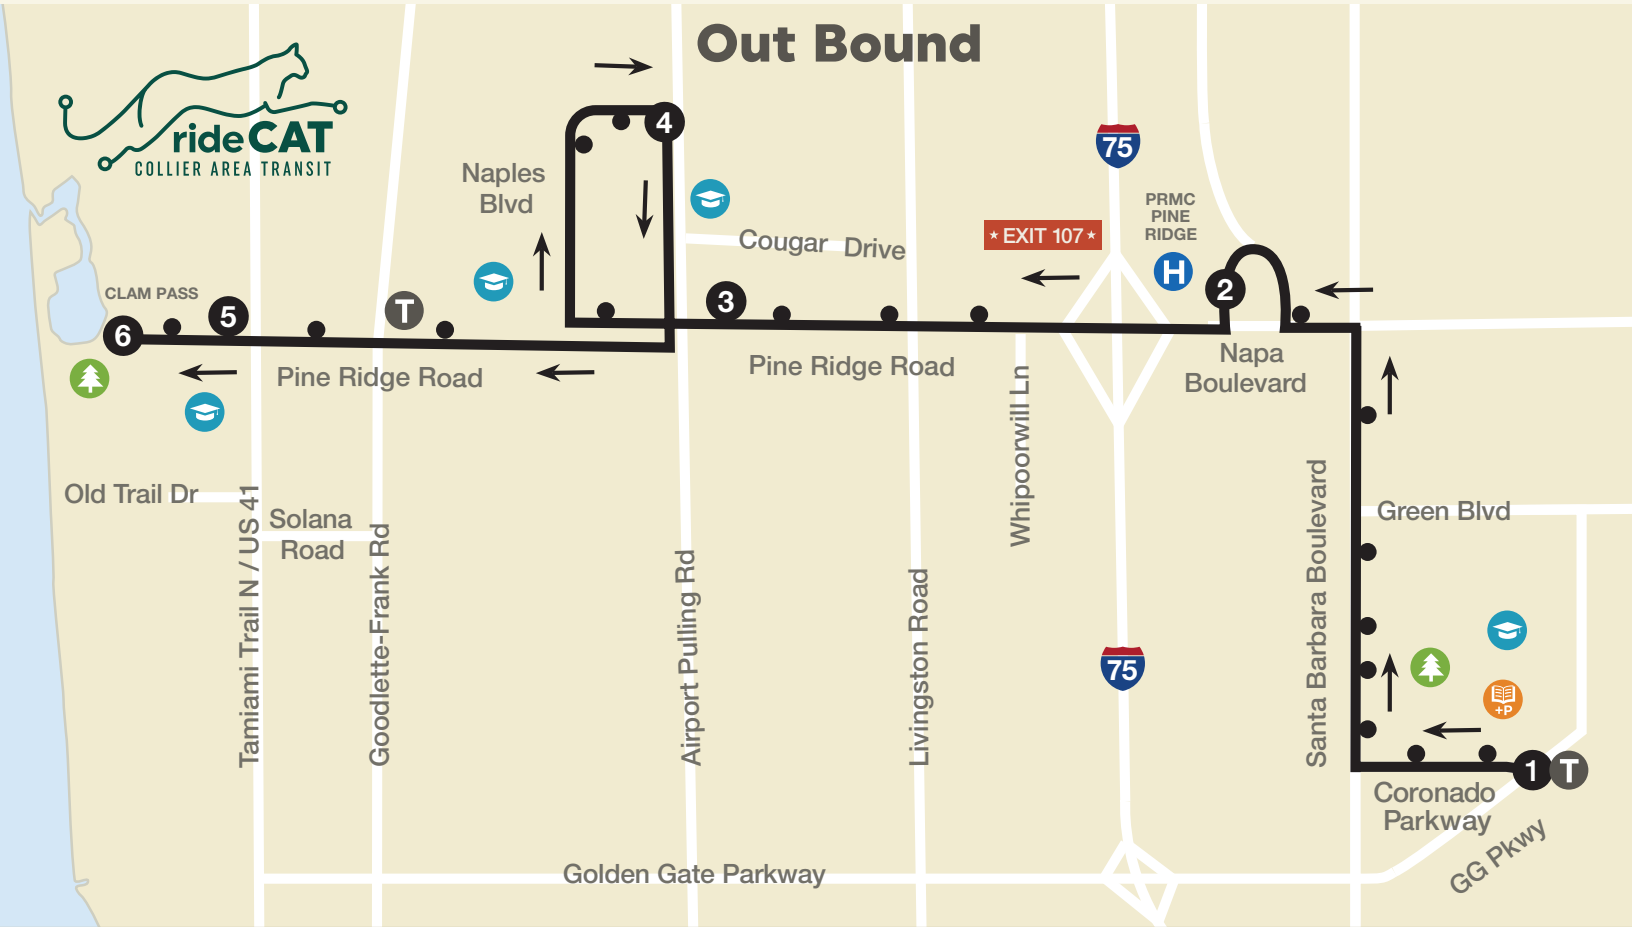 Out Bound
rideCAT
COLLIER AREA TRANSIT
4
75
Naples
Blvd
PRMC
PINE
RIDGE
EXIT 107
Cougar Drive
H
2
CLAM PASS
6
5
T
3
Pine Ridge Road
Pine Ridge Road
Napa
Boulevard
Whipoorwill Ln
Old Trail Dr
Tamiami Trail N / US 41
Solana
Road
Goodlette-Frank Rd
Airport Pulling Rd
Livingston Road
75
Santa Barbara Boulevard
Green Blvd
+P
1
T
Coronado
Parkway
GG Pkwy
Golden Gate Parkway